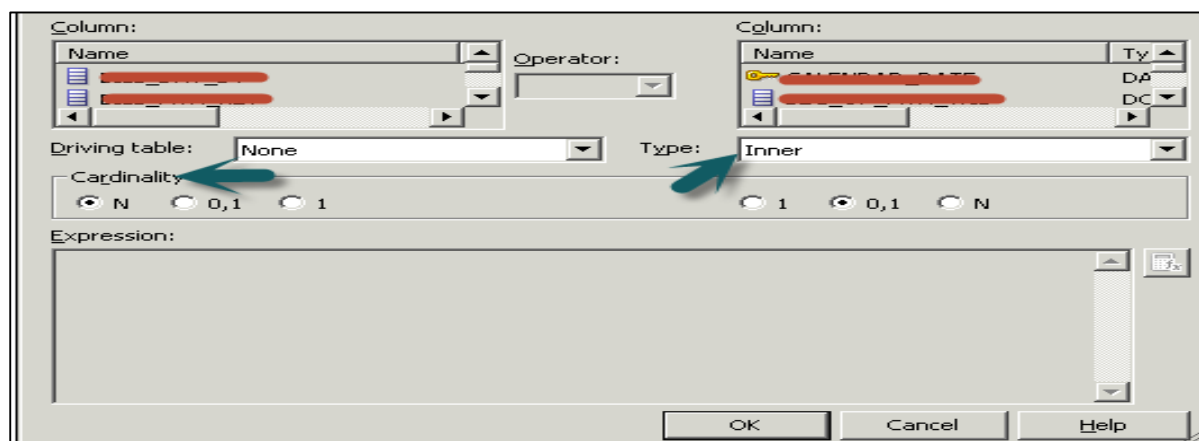 Column:
Column:
Name
Operator:
Name
Ty
DA
DC
Driving table:
None
Type:
Inner
Cardinality
N
0,1
1
1
0,1
N
Expression:
OK
Cancel
Help